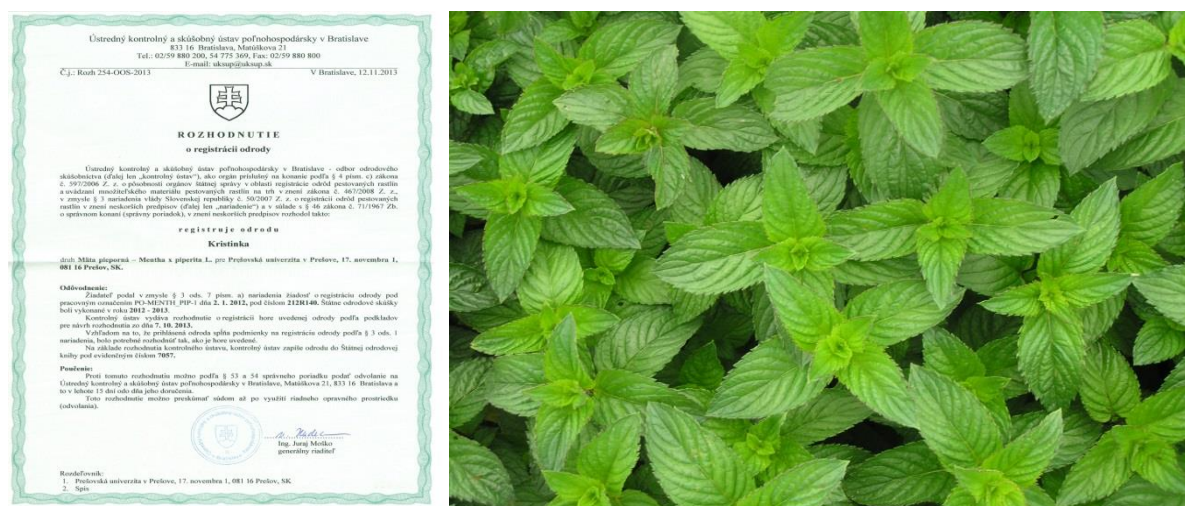 Ústredný kontrolný a skúšobný ústav poľnohospodársky v Bratislave
833 16 Bratislava, Matúškova 21
Tel.: 02/59 880 200, 54 775 369, Fax: 02/59 880 800
E-mail: uksup@uksup.sk
Č.j.: Rozh 254-OOS-2013 V Bratislave, 12.11.2013
ROZHODNUTIE
o registrácii odrody
Ústredný kontrolný a skúšobný ústav poľnohospodársky v Bratislave - odbor odrodového
skúšobníctva (ďalej len „kontrolný ústav"), ako orgán príslušný na konanie podľa § 4 písm. c) zákona
č. 597/2006 Z. z. o pôsobnosti orgánov štátnej správy v oblasti registrácie odrôd pestovaných rastlín
a uvádzaní množiteľského materiálu pestovaných rastlín na trh v znení zákona č. 467/2008 Z. z.,
v zmysle § 3 nariadenia vlády Slovenskej republiky č. 50/2007 Z. z. o registrácii odrôd pestovaných
rastlín v znení neskorších predpisov (ďalej len „nariadenie") a v súlade s § 46 zákona č. 71/1967 Zb.
o správnom konaní (správny poriadok), v znení neskorších predpisov rozhodol takto:
registruje odrodu
Kristinka
druh Mäta pieporná – Mentha x piperita L. pre Prešovská univerzita v Prešove, 17. novembra 1,
081 16 Prešov, SK.
Odôvodnenie:
Žiadateľ podal v zmysle § 3 ods. 7 písm. a) nariadenia žiadosť o registráciu odrody pod
pracovným označením PO-MENTH_PIP-1 dňa 2. 1. 2012, pod číslom 212R140. Štátne odrodové skúšky
boli vykonané v roku 2012 - 2013.
Kontrolný ústav vydáva rozhodnutie o registrácii hore uvedenej odrody podľa podkladov
pre návrh rozhodnutia zo dňa 7. 10. 2013.
Vzhľadom na to, že prihlásená odroda spĺňa podmienky na registráciu odrody podľa § 3 ods. 1
nariadenia, bolo potrebné rozhodnúť tak, ako je hore uvedené.
Na základe rozhodnutia kontrolného ústavu, kontrolný ústav zapíše odrodu do Štátnej odrodovej
knihy pod evidenčným číslom 7057.
Poučenie:
Proti tomuto rozhodnutiu možno podľa § 53 a 54 správneho poriadku podať odvolanie na
Ústredný kontrolný a skúšobný ústav poľnohospodársky v Bratislave, Matúškova 21, 833 16 Bratislava a
to v lehote 15 dní odo dňa jeho doručenia.
Toto rozhodnutie možno preskúmať súdom až po využití riadneho opravného prostriedku
(odvolania).
Ing. Juraj Moško
generálny riaditeľ
Rozdeľovník:
1. Prešovská univerzita v Prešove, 17. novembra 1, 081 16 Prešov, SK
2. Spis